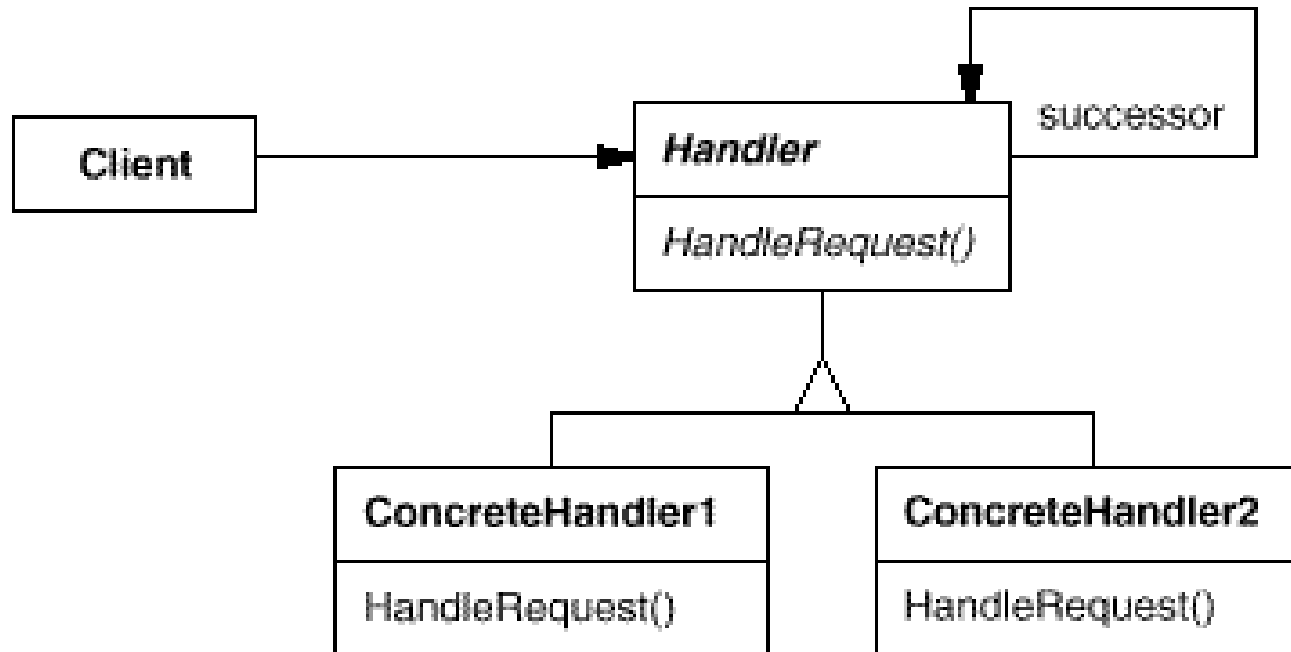 successor
Client
Handler
HandleRequest()
ConcreteHandler1
ConcreteHandler2
HandleRequest()
HandleRequest()